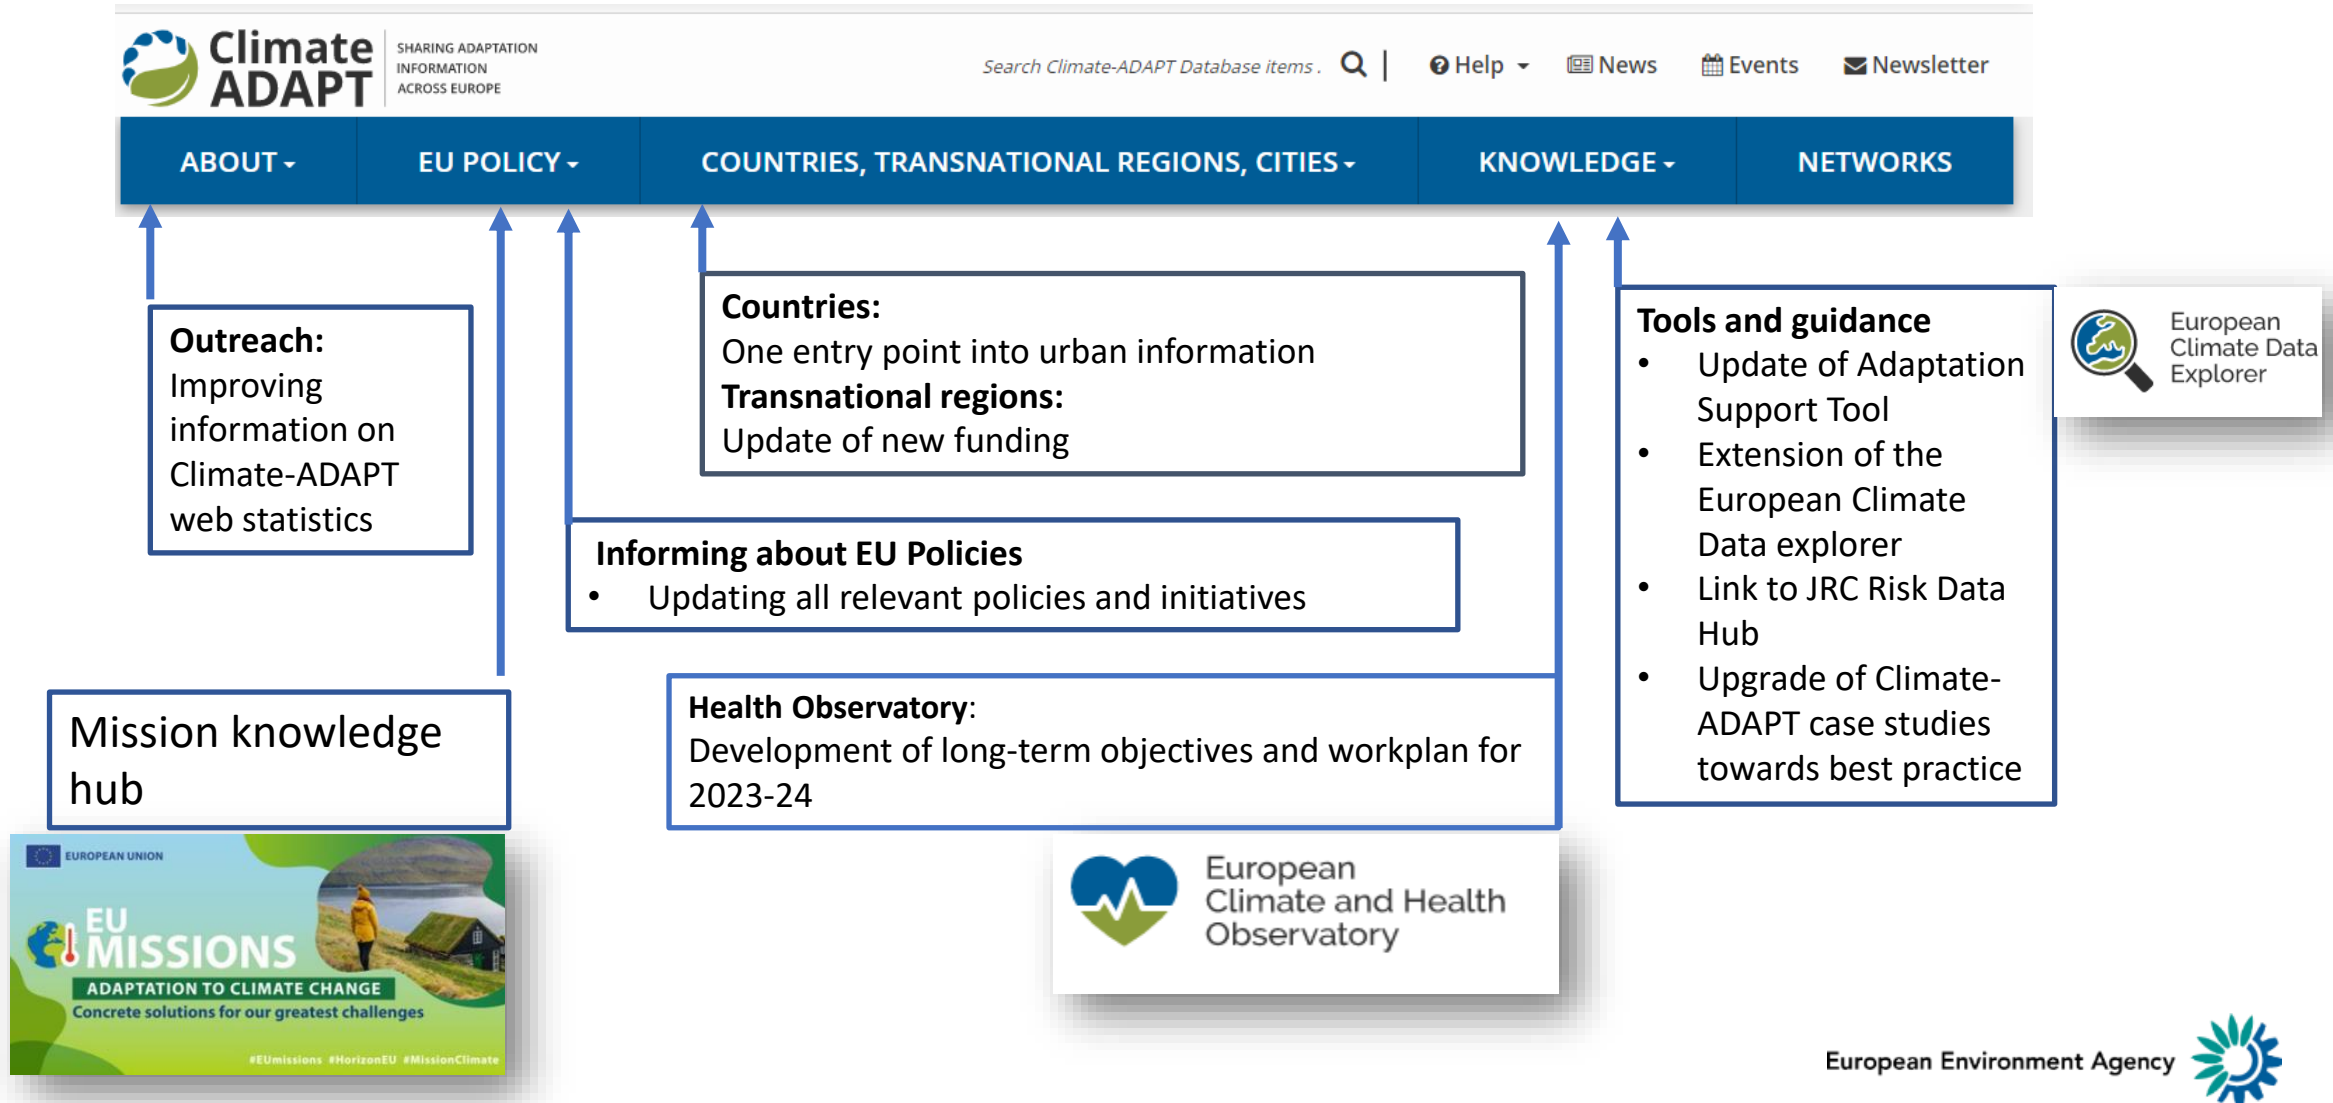 Climate
ADAPT
SHARING ADAPTATION
INFORMATION
ACROSS EUROPE
Search Climate-ADAPT Database items .
Help
News
Events
Newsletter
ABOUT
EU POLICY
COUNTRIES, TRANSNATIONAL REGIONS, CITIES
KNOWLEDGE
NETWORKS
Outreach:
Improving
information on
Climate-ADAPT
web statistics
Countries:
One entry point into urban information
Transnational regions:
Update of new funding
Informing about EU Policies
• Updating all relevant policies and initiatives
Mission knowledge
hub
Health Observatory:
Development of long-term objectives and workplan for
2023-24
Tools and guidance
• Update of Adaptation
Support Tool
• Extension of the
European Climate
Data explorer
• Link to JRC Risk Data
Hub
• Upgrade of Climate-
ADAPT case studies
towards best practice
European
Climate Data
Explorer
EUROPEAN UNION
EU
MISSIONS
ADAPTATION TO CLIMATE CHANGE
Concrete solutions for our greatest challenges
#EUmissions #HorizonEU #MissionClimate
European
Climate and Health
Observatory
European Environment Agency